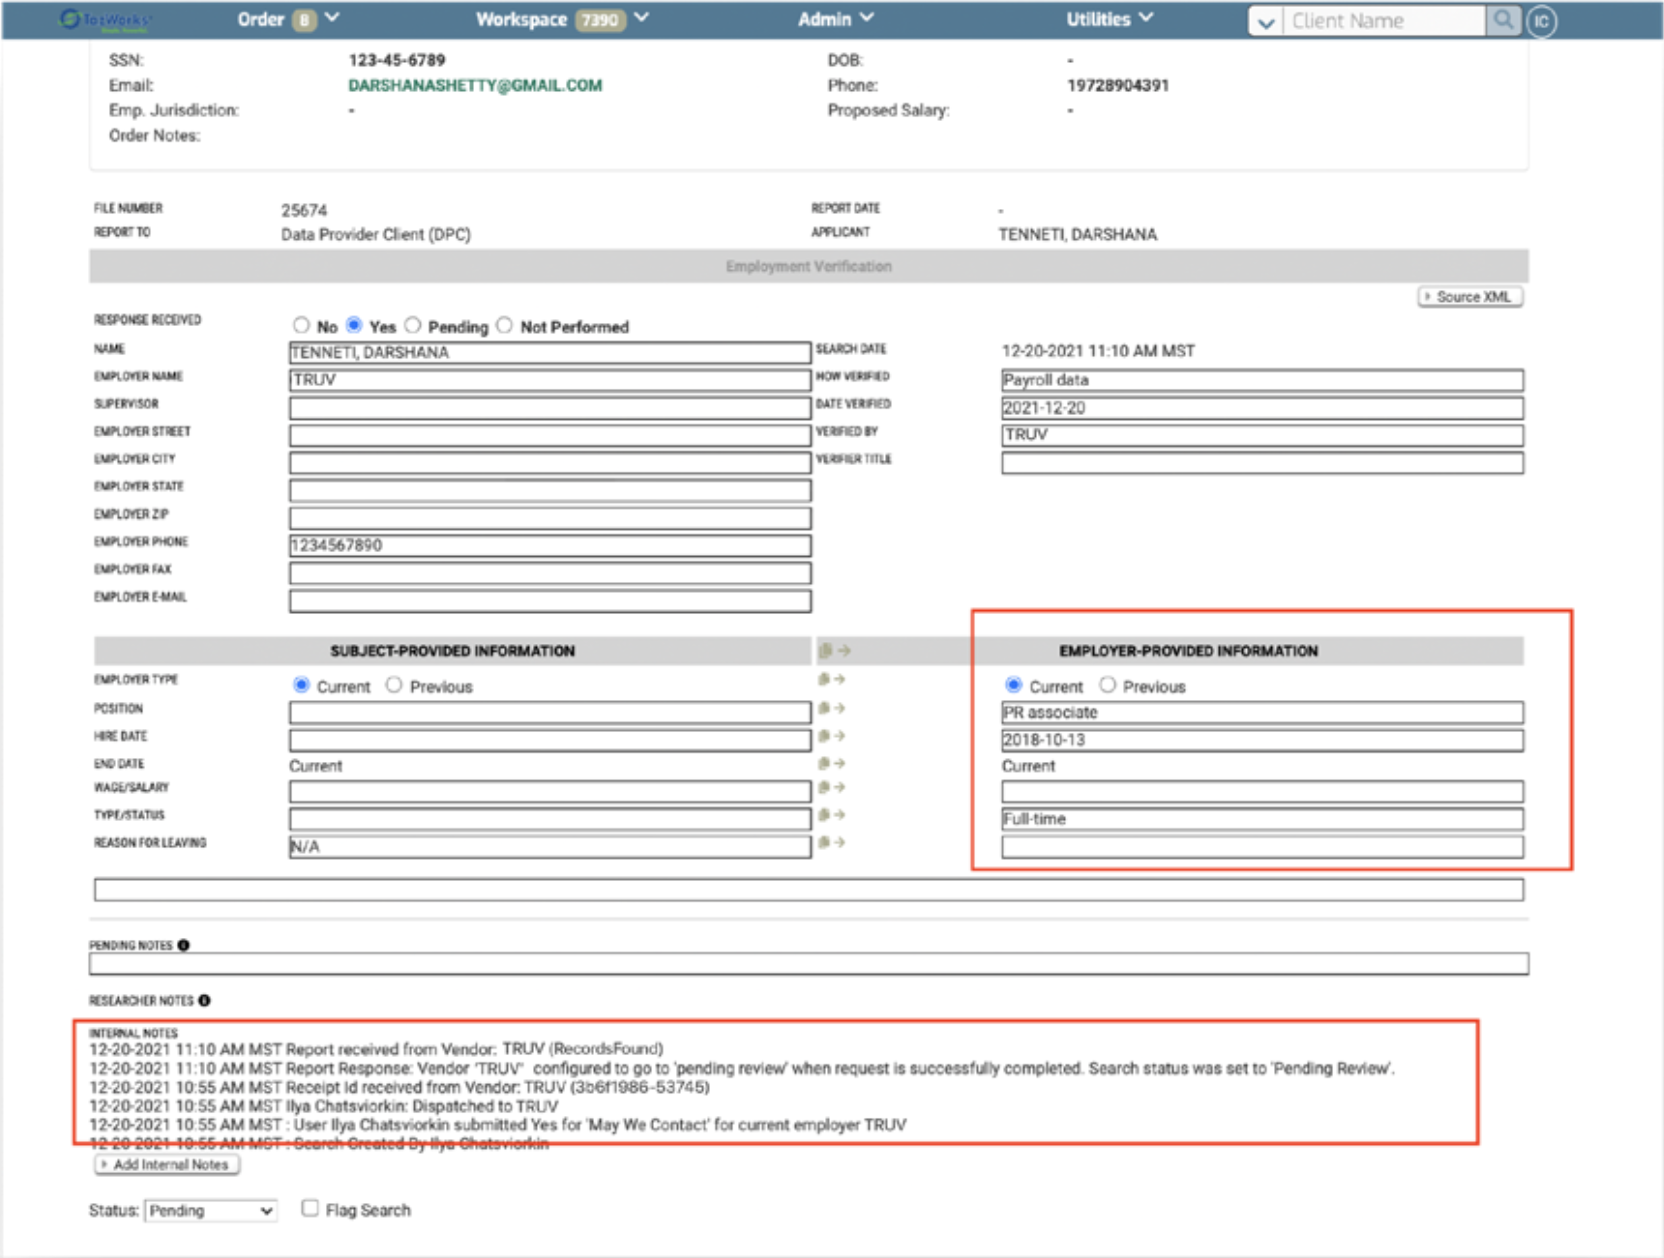 TazWorks
Order 8
Workspace 7390
Admin
Utilities
Client Name
IC
SSN: 123-45-6789 DOB: -
Email: DARSHANASHETTY@GMAIL.COM Phone: 19728904391
Emp. Jurisdiction: - Proposed Salary: -
Order Notes:
FILE NUMBER 25674 REPORT DATE -
REPORT TO Data Provider Client (DPC) APPLICANT TENNETI, DARSHANA
Employment Verification
Source XML
RESPONSE RECEIVED No Yes Pending Not Performed
NAME TENNETI, DARSHANA SEARCH DATE 12-20-2021 11:10 AM MST
EMPLOYER NAME TRUV HOW VERIFIED Payroll data
SUPERVISOR DATE VERIFIED 2021-12-20
EMPLOYER STREET VERIFIED BY TRUV
EMPLOYER CITY VERIFIER TITLE
EMPLOYER STATE
EMPLOYER ZIP
EMPLOYER PHONE 1234567890
EMPLOYER FAX
EMPLOYER E-MAIL
SUBJECT-PROVIDED INFORMATION EMPLOYER-PROVIDED INFORMATION
EMPLOYER TYPE Current Previous Current Previous
POSITION PR associate
HIRE DATE 2018-10-13
END DATE Current Current
WAGE/SALARY
TYPE/STATUS Full-time
REASON FOR LEAVING N/A
PENDING NOTES
RESEARCHER NOTES
INTERNAL NOTES
12-20-2021 11:10 AM MST Report received from Vendor: TRUV (RecordsFound)
12-20-2021 11:10 AM MST Report Response: Vendor "TRUV" configured to go to 'pending review' when request is successfully completed. Search status was set to 'Pending Review'.
12-20-2021 10:55 AM MST Receipt Id received from Vendor: TRUV (3b6f1986-53745)
12-20-2021 10:55 AM MST Ilya Chatsviorkin: Dispatched to TRUV
12-20-2021 10:55 AM MST : User Ilya Chatsviorkin submitted Yes for 'May We Contact' for current employer TRUV
12-20-2021 10:55 AM MST : Search Created By Ilya Chatsviorkin
Add Internal Notes
Status: Pending Flag Search